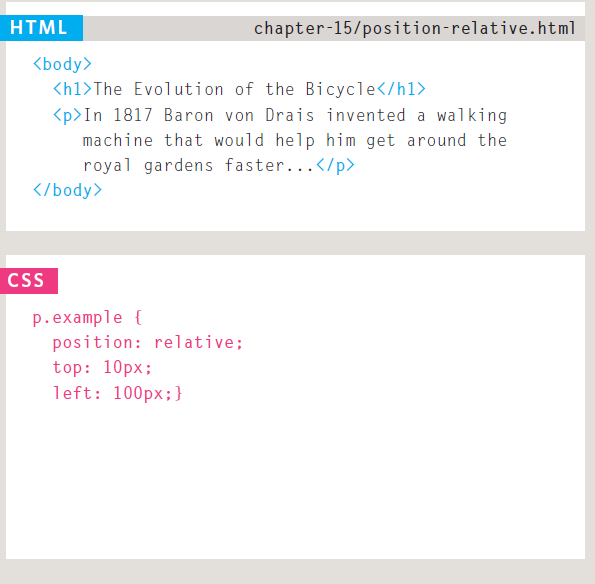 HTML
chapter-15/position-relative.html
<body>
<h1>The Evolution of the Bicycle</h1>
<p>In 1817 Baron von Drais invented a walking
machine that would help him get around the
royal gardens faster...</p>
</body>
CSS
p.example {
position: relative;
top: 10px;
left: 100px;}